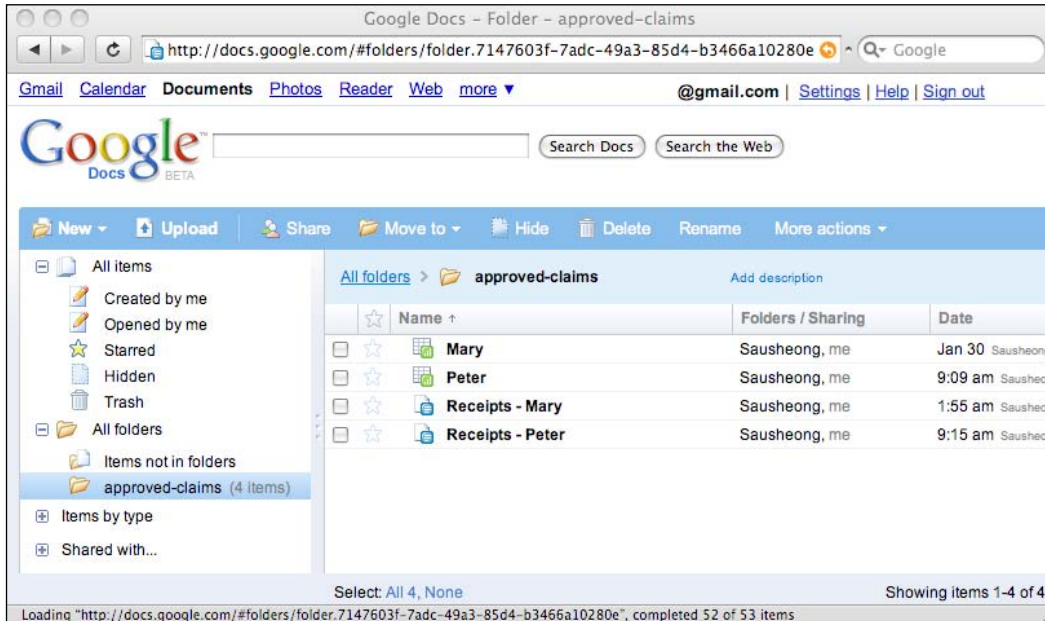 Google Docs – Folder – approved-claims
http://docs.google.com/#folders/folder.7147603f-7adc-49a3-85d4-b3466a10280e Google
Gmail Calendar Documents Photos Reader Web more ▼ @gmail.com | Settings | Help | Sign out
Google™ Docs BETA Search Docs Search the Web
New Upload Share Move to Hide Delete Rename More actions
All items
Created by me
Opened by me
Starred
Hidden
Trash
All folders
Items not in folders
approved-claims (4 items)
Items by type
Shared with...
All folders > approved-claims Add description
Name ↑ Folders / Sharing Date
Mary Sausheong, me Jan 30 Sausheong
Peter Sausheong, me 9:09 am
Receipts - Mary Sausheong, me 1:55 am
Receipts - Peter Sausheong, me 9:15 am
Select: All 4, None Showing items 1-4 of 4
Loading "http://docs.google.com/#folders/folder.7147603f-7adc-49a3-85d4-b3466a10280e", completed 52 of 53 items